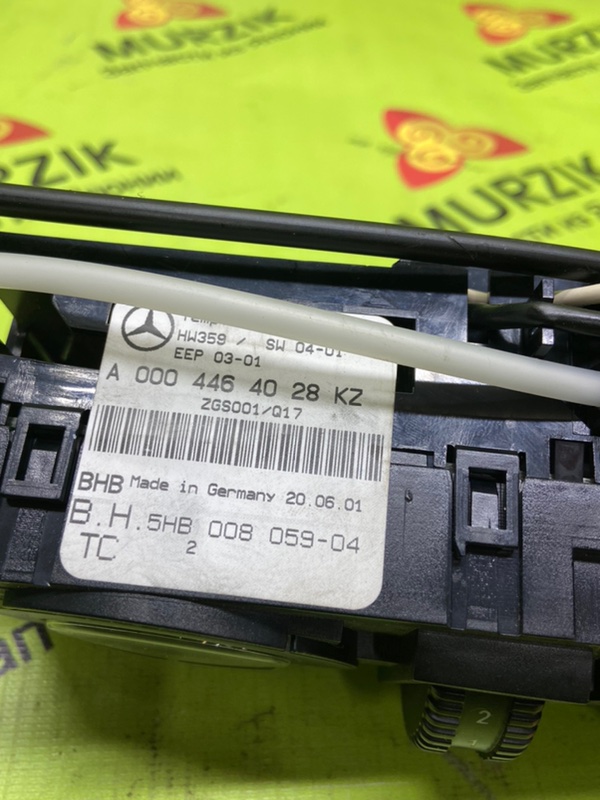 MURZIK
MURZIK
MURZIK
MURZIK
HW359 / SW 04-01
EEP 03-01
A 000 446 40 28 KZ
ZGS001/Q17
BHB Made in Germany 20.06.01
B.H. 5HB 008 059-04
TC 2
2